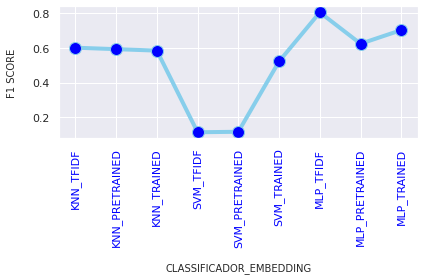 F1 SCORE
0.8
0.6
0.4
0.2
KNN_TFIDF
KNN_PRETRAINED
KNN_TRAINED
SVM_TFIDF
SVM_PRETRAINED
SVM_TRAINED
MLP_TFIDF
MLP_PRETRAINED
MLP_TRAINED
CLASSIFICADOR_EMBEDDING